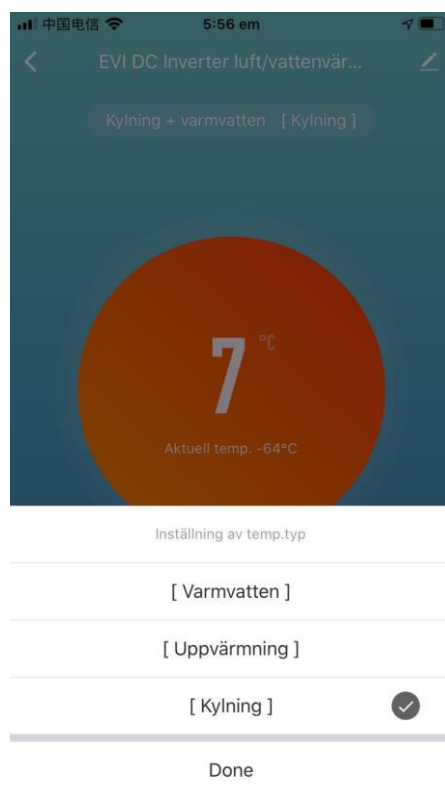 中国电信 5:56 em
EVI DC Inverter luft/vattenvär...
Kylning + varmvatten [ Kylning ]
7 °C
Aktuell temp. -64°C
Inställning av temp.typ
[ Varmvatten ]
[ Uppvärmning ]
[ Kylning ]
Done